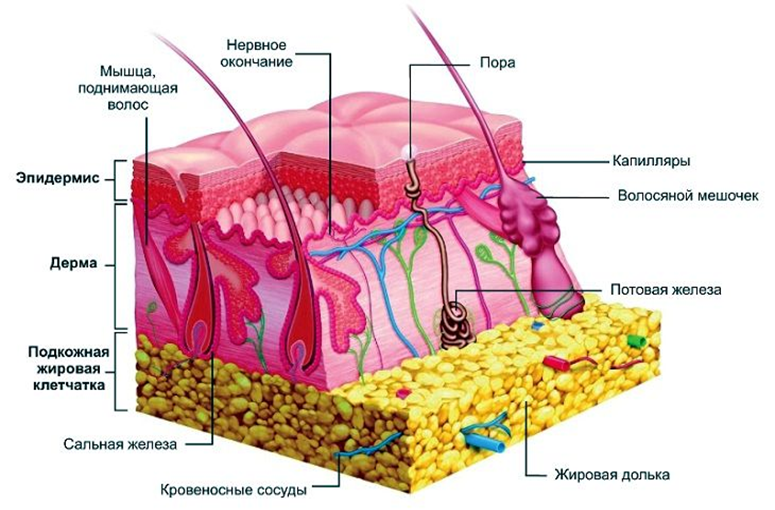 Нервное
окончание
Пора
Мышца,
поднимающая
волос
Капилляры
Эпидермис
Волосяной мешочек
Дерма
Потовая железа
Подкожная
жировая
клетчатка
Сальная железа
Жировая долька
Кровеносные сосуды